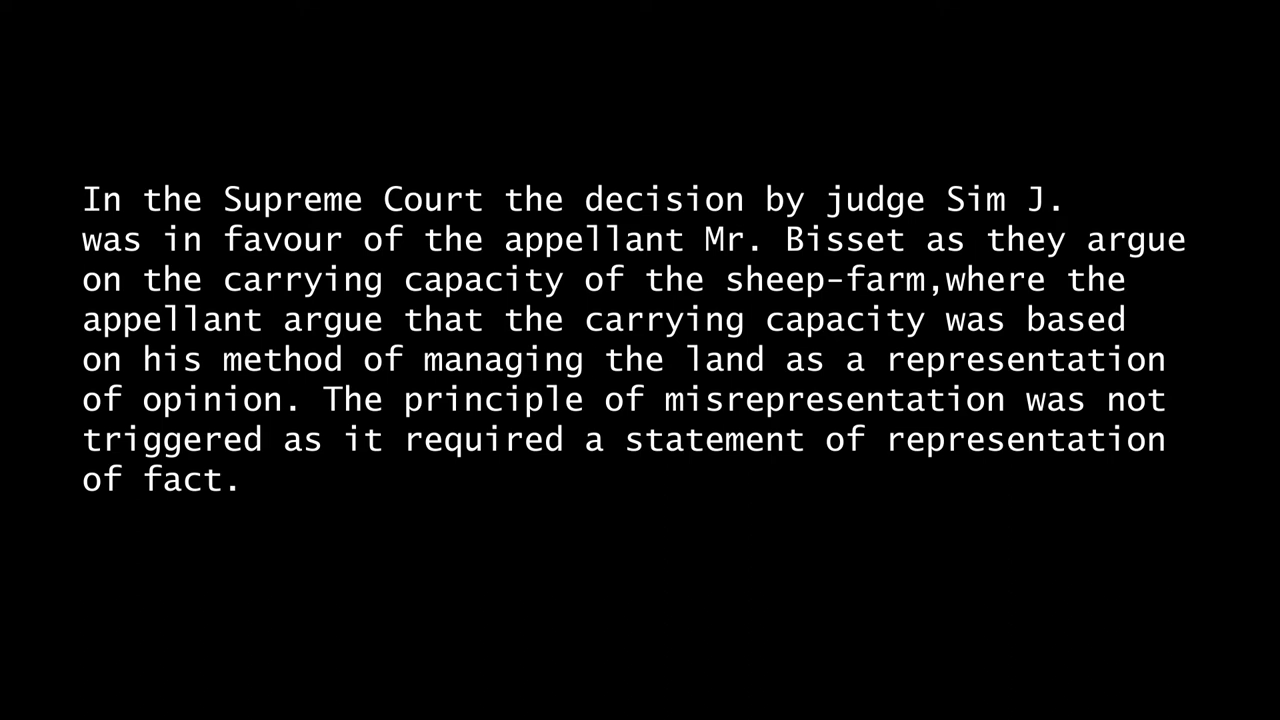 In the Supreme Court the decision by judge Sim J.
was in favour of the appellant Mr. Bisset as they argue
on the carrying capacity of the sheep-farm,where the
appellant argue that the carrying capacity was based
on his method of managing the land as a representation
of opinion. The principle of misrepresentation was not
triggered as it required a statement of representation
of fact.